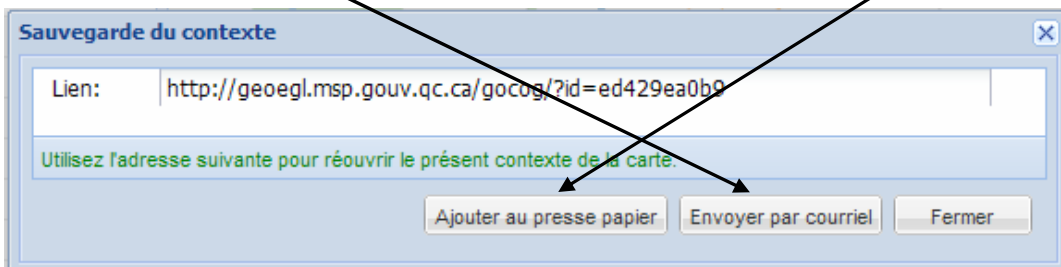 Sauvegarde du contexte
Lien: http://geoegl.msp.gouv.qc.ca/gocog/?id=ed429ea0b9
Utilisez l'adresse suivante pour réouvrir le présent contexte de la carte.
Ajouter au presse papier Envoyer par courriel Fermer